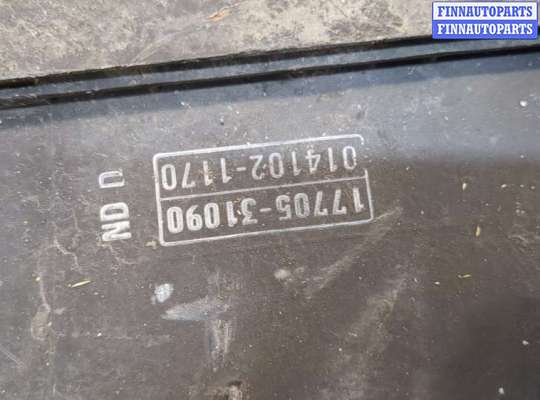 FINNAUTOPARTS
FINNAUTOPARTS
17705-31090
014102-1170
ND D